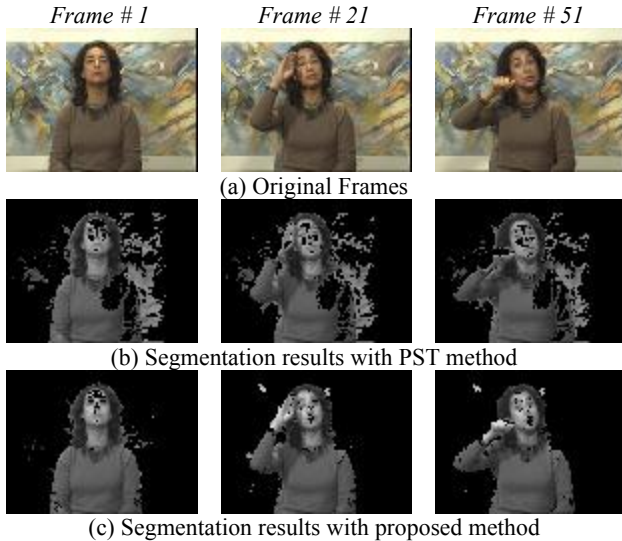 Frame # 1 Frame # 21 Frame # 51
(a) Original Frames
(b) Segmentation results with PST method
(c) Segmentation results with proposed method